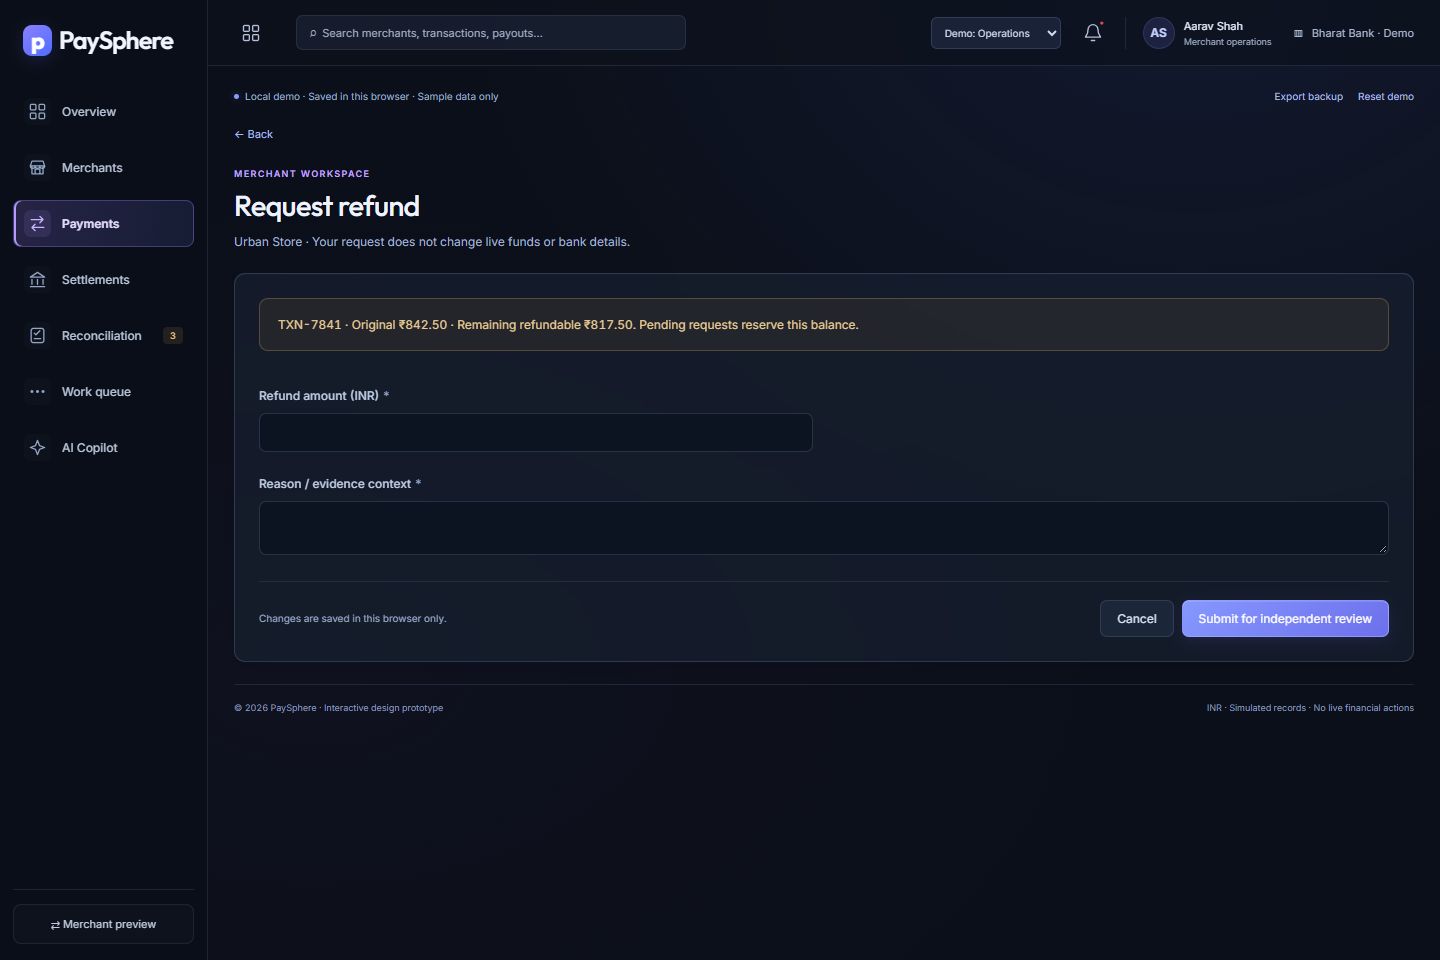 p PaySphere
Search merchants, transactions, payouts...
Demo: Operations
AS
Aarav Shah
Merchant operations
Bharat Bank · Demo
Overview
Merchants
Payments
Settlements
Reconciliation 3
Work queue
AI Copilot
⇄ Merchant preview
Local demo · Saved in this browser · Sample data only
Export backup Reset demo
← Back
MERCHANT WORKSPACE
Request refund
Urban Store · Your request does not change live funds or bank details.
TXN-7841 · Original ₹842.50 · Remaining refundable ₹817.50. Pending requests reserve this balance.
Refund amount (INR) *
Reason / evidence context *
Changes are saved in this browser only.
Cancel Submit for independent review
© 2026 PaySphere · Interactive design prototype
INR · Simulated records · No live financial actions